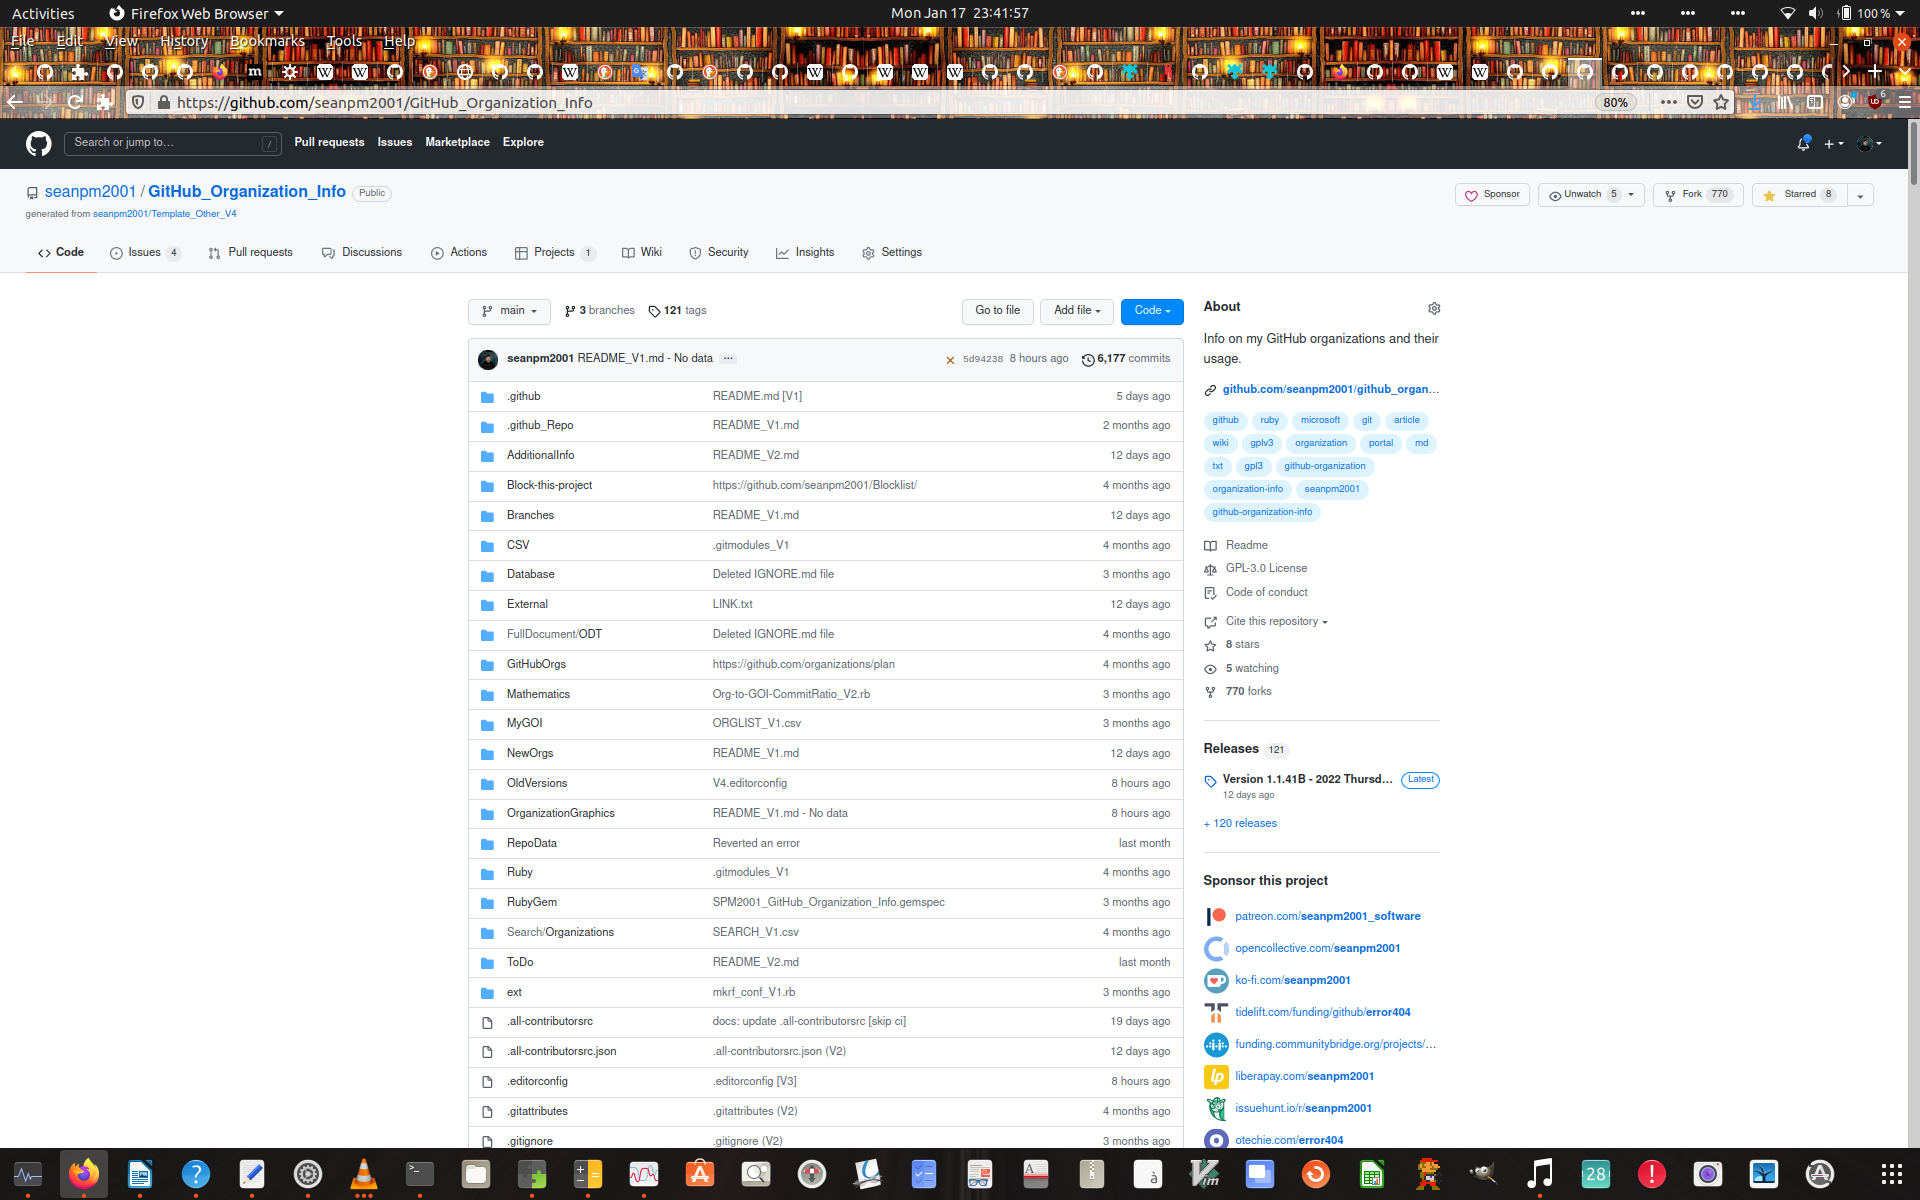 Activities
Firefox Web Browser
Mon Jan 17 23:41:57
100 %
File Edit View History Bookmarks Tools Help
https://github.com/seanpm2001/GitHub_Organization_Info
80%
6
Search or jump to…
/
Pull requests Issues Marketplace Explore
seanpm2001 / GitHub_Organization_Info Public
generated from seanpm2001/Template_Other_V4
Sponsor
Unwatch 5
Fork 770
Starred 8
Code
Issues 4
Pull requests
Discussions
Actions
Projects 1
Wiki
Security
Insights
Settings
main
3 branches
121 tags
Go to file
Add file
Code
seanpm2001 README_V1.md - No data ... 5d94238 8 hours ago 6,177 commits
.github README.md [V1] 5 days ago
.github_Repo README_V1.md 2 months ago
AdditionalInfo README_V2.md 12 days ago
Block-this-project https://github.com/seanpm2001/Blocklist/ 4 months ago
Branches README_V1.md 12 days ago
CSV .gitmodules_V1 4 months ago
Database Deleted IGNORE.md file 3 months ago
External LINK.txt 12 days ago
FullDocument/ODT Deleted IGNORE.md file 4 months ago
GitHubOrgs https://github.com/organizations/plan 4 months ago
Mathematics Org-to-GOI-CommitRatio_V2.rb 3 months ago
MyGOI ORGLIST_V1.csv 3 months ago
NewOrgs README_V1.md 12 days ago
OldVersions V4.editorconfig 8 hours ago
OrganizationGraphics README_V1.md - No data 8 hours ago
RepoData Reverted an error last month
Ruby .gitmodules_V1 4 months ago
RubyGem SPM2001_GitHub_Organization_Info.gemspec 3 months ago
Search/Organizations SEARCH_V1.csv 4 months ago
ToDo README_V2.md last month
ext mkrf_conf_V1.rb 3 months ago
.all-contributorsrc docs: update .all-contributorsrc [skip ci] 19 days ago
.all-contributorsrc.json .all-contributorsrc.json (V2) 12 days ago
.editorconfig .editorconfig [V3] 8 hours ago
.gitattributes .gitattributes (V2) 4 months ago
.gitignore .gitignore (V2) 3 months ago
About
Info on my GitHub organizations and their
usage.
github.com/seanpm2001/github_organ…
github ruby microsoft git article
wiki gplv3 organization portal md
txt gpl3 github-organization
organization-info seanpm2001
github-organization-info
Readme
GPL-3.0 License
Code of conduct
Cite this repository
8 stars
5 watching
770 forks
Releases 121
Version 1.1.41B - 2022 Thursd… Latest
12 days ago
+ 120 releases
Sponsor this project
patreon.com/seanpm2001_software
opencollective.com/seanpm2001
ko-fi.com/seanpm2001
tidelift.com/funding/github/error404
funding.communitybridge.org/projects/…
liberapay.com/seanpm2001
issuehunt.io/r/seanpm2001
otechie.com/error404
28